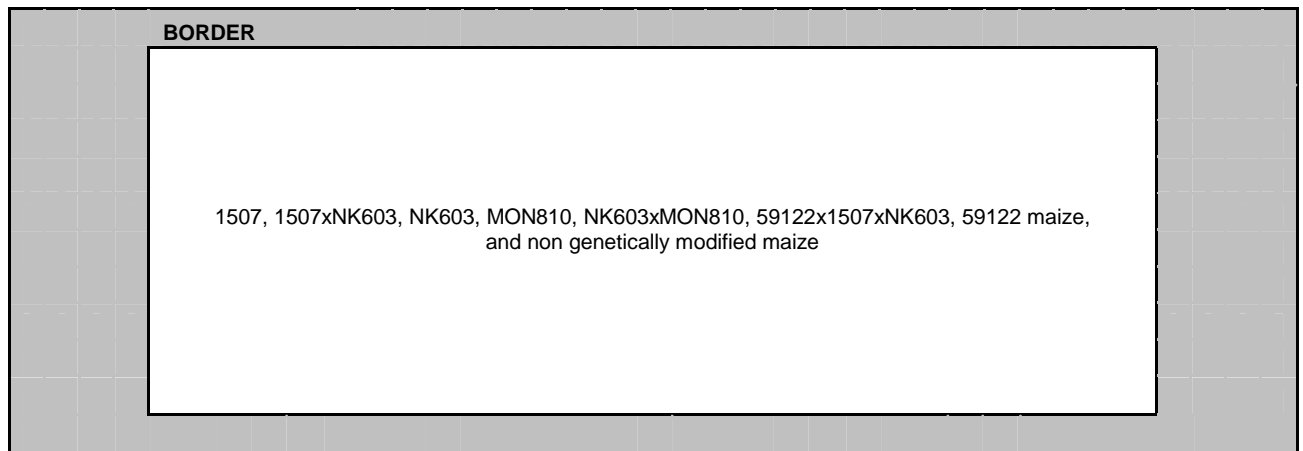 BORDER
1507, 1507xNK603, NK603, MON810, NK603xMON810, 59122x1507xNK603, 59122 maize,
and non genetically modified maize